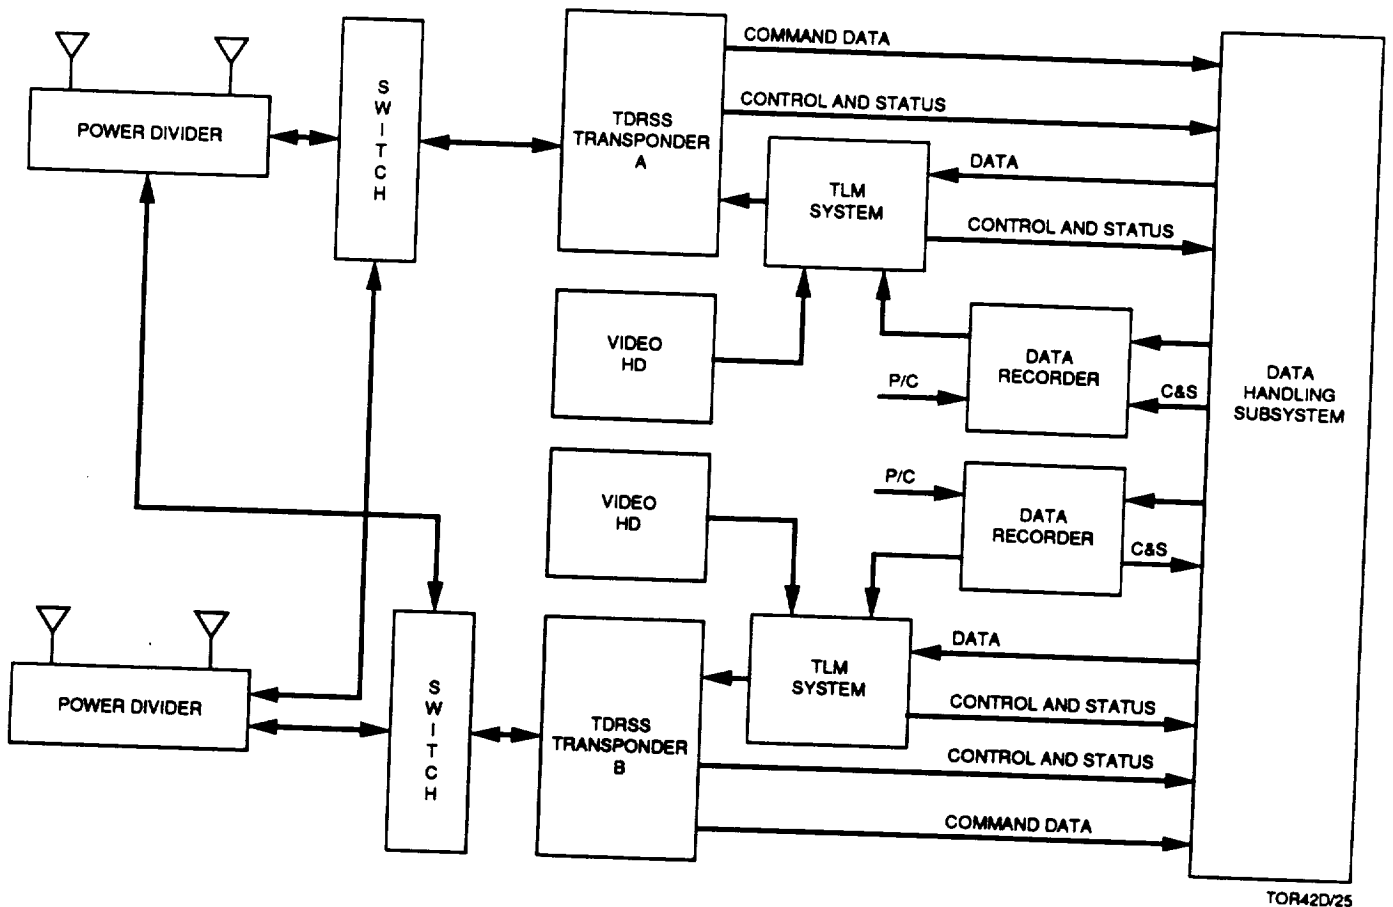 COMMAND DATA
POWER DIVIDER
S
W
I
T
C
H
TDRSS
TRANSPONDER
A
CONTROL AND STATUS
TLM
SYSTEM
DATA
CONTROL AND STATUS
VIDEO
HD
P/C
DATA
RECORDER
C&S
DATA
HANDLING
SUBSYSTEM
VIDEO
HD
P/C
DATA
RECORDER
C&S
POWER DIVIDER
S
W
I
T
C
H
TDRSS
TRANSPONDER
B
TLM
SYSTEM
DATA
CONTROL AND STATUS
CONTROL AND STATUS
COMMAND DATA
TOR42D/25